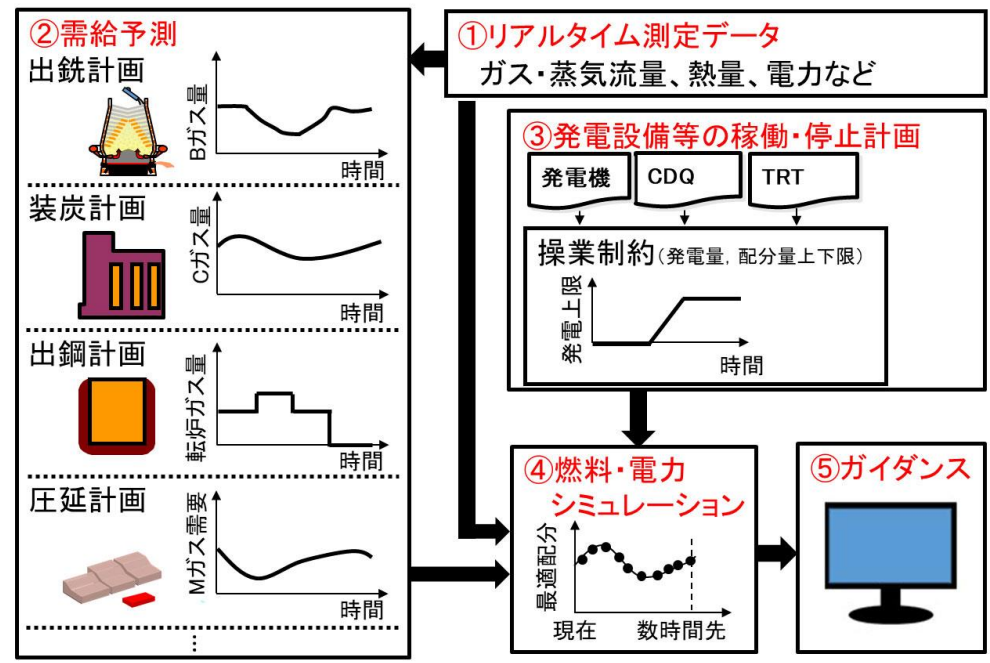 ①リアルタイム測定データ
ガス・蒸気流量、熱量、電力など
②需給予測
出銑計画
Bガス量
時間
装炭計画
Cガス量
時間
出鋼計画
転炉ガス量
時間
圧延計画
Mガス需要
時間
⋮
③発電設備等の稼働・停止計画
発電機
CDQ
TRT
操業制約(発電量, 配分量上下限)
発電上限
時間
④燃料・電力
シミュレーション
最適配分
現在
数時間先
⑤ガイダンス